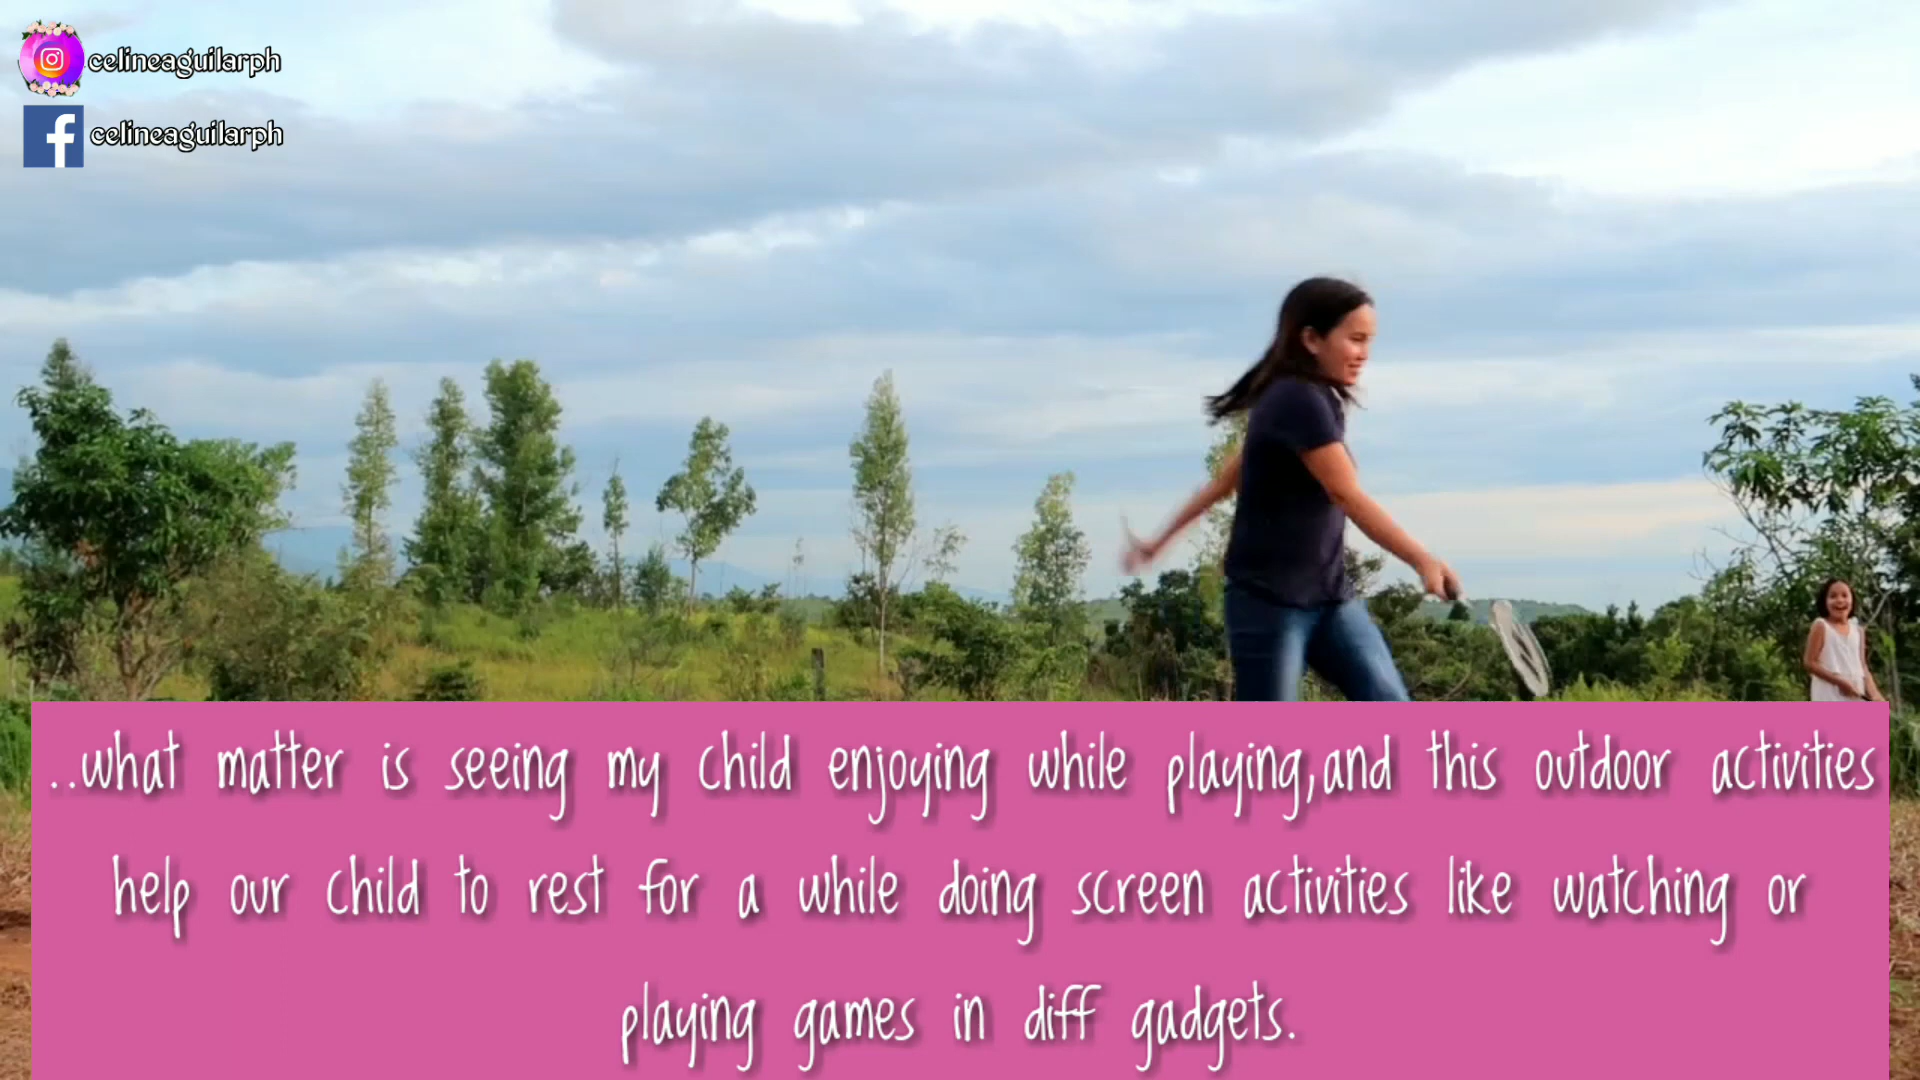 celineaguilarph
celineaguilarph
..what matter is seeing my child enjoying while playing,and this outdoor activities
help our child to rest for a while doing screen activities like watching or
playing games in diff gadgets.